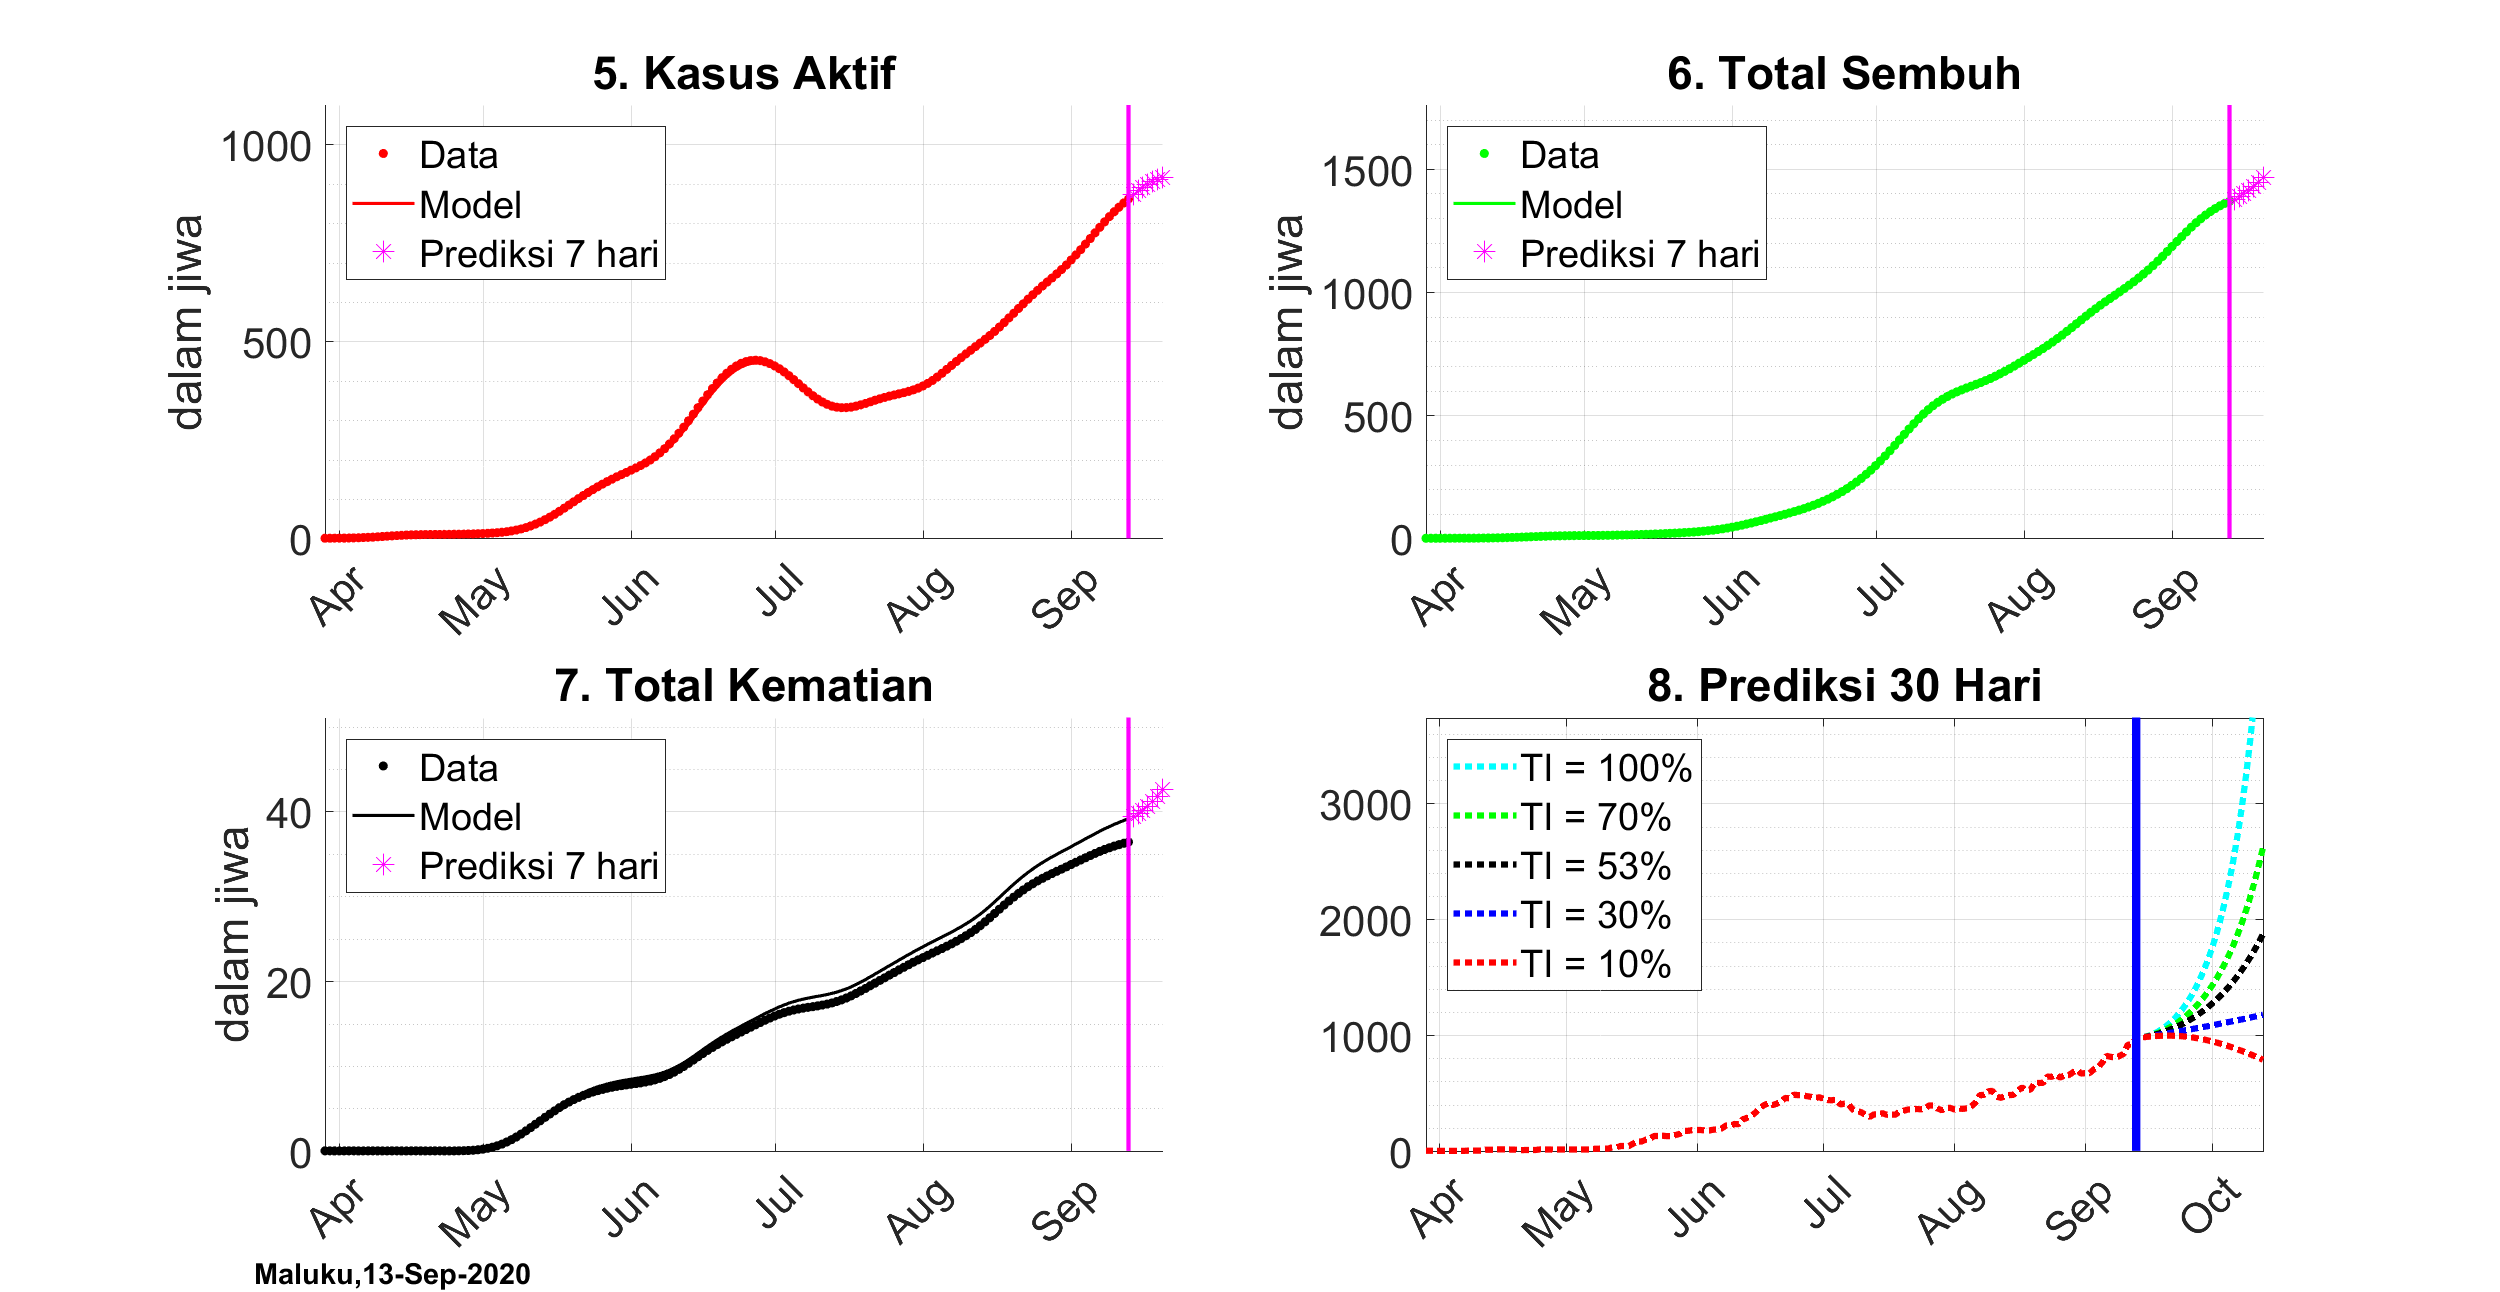 5. Kasus Aktif
1000
500
0
dalam jiwa
Data
Model
Prediksi 7 hari
Apr
May
Jun
Jul
Aug
Sep
6. Total Sembuh
1500
1000
500
0
dalam jiwa
Data
Model
Prediksi 7 hari
Apr
May
Jun
Jul
Aug
Sep
7. Total Kematian
40
20
0
dalam jiwa
Data
Model
Prediksi 7 hari
Apr
May
Jun
Jul
Aug
Sep
8. Prediksi 30 Hari
3000
2000
1000
0
TI = 100%
TI = 70%
TI = 53%
TI = 30%
TI = 10%
Apr
May
Jun
Jul
Aug
Sep
Oct
Maluku,13-Sep-2020